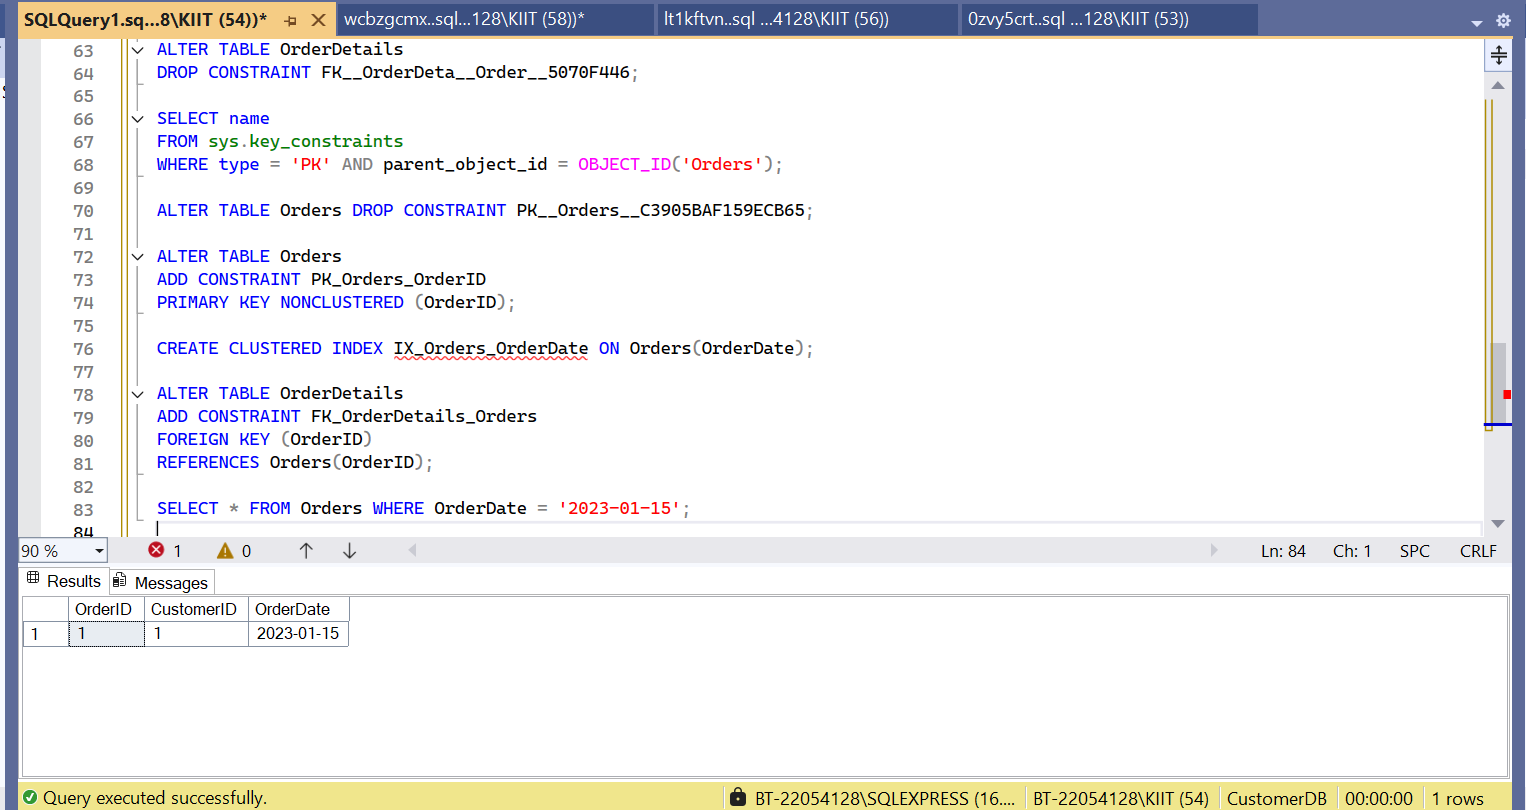 SQLQuery1.sq...8\KIIT (54))*
wcbzgcmx..sql...128\KIIT (58))*
lt1kftvn..sql ...4128\KIIT (56))
0zvy5crt..sql ...128\KIIT (53))
63 ALTER TABLE OrderDetails
64 DROP CONSTRAINT FK__OrderDeta__Order__5070F446;
65
66 SELECT name
67 FROM sys.key_constraints
68 WHERE type = 'PK' AND parent_object_id = OBJECT_ID('Orders');
69
70 ALTER TABLE Orders DROP CONSTRAINT PK__Orders__C3905BAF159ECB65;
71
72 ALTER TABLE Orders
73 ADD CONSTRAINT PK_Orders_OrderID
74 PRIMARY KEY NONCLUSTERED (OrderID);
75
76 CREATE CLUSTERED INDEX IX_Orders_OrderDate ON Orders(OrderDate);
77
78 ALTER TABLE OrderDetails
79 ADD CONSTRAINT FK_OrderDetails_Orders
80 FOREIGN KEY (OrderID)
81 REFERENCES Orders(OrderID);
82
83 SELECT * FROM Orders WHERE OrderDate = '2023-01-15';
84
90 % 1 0 Ln: 84 Ch: 1 SPC CRLF
Results Messages
OrderID CustomerID OrderDate
1 1 1 2023-01-15
Query executed successfully. BT-22054128\SQLEXPRESS (16.... BT-22054128\KIIT (54) CustomerDB 00:00:00 1 rows